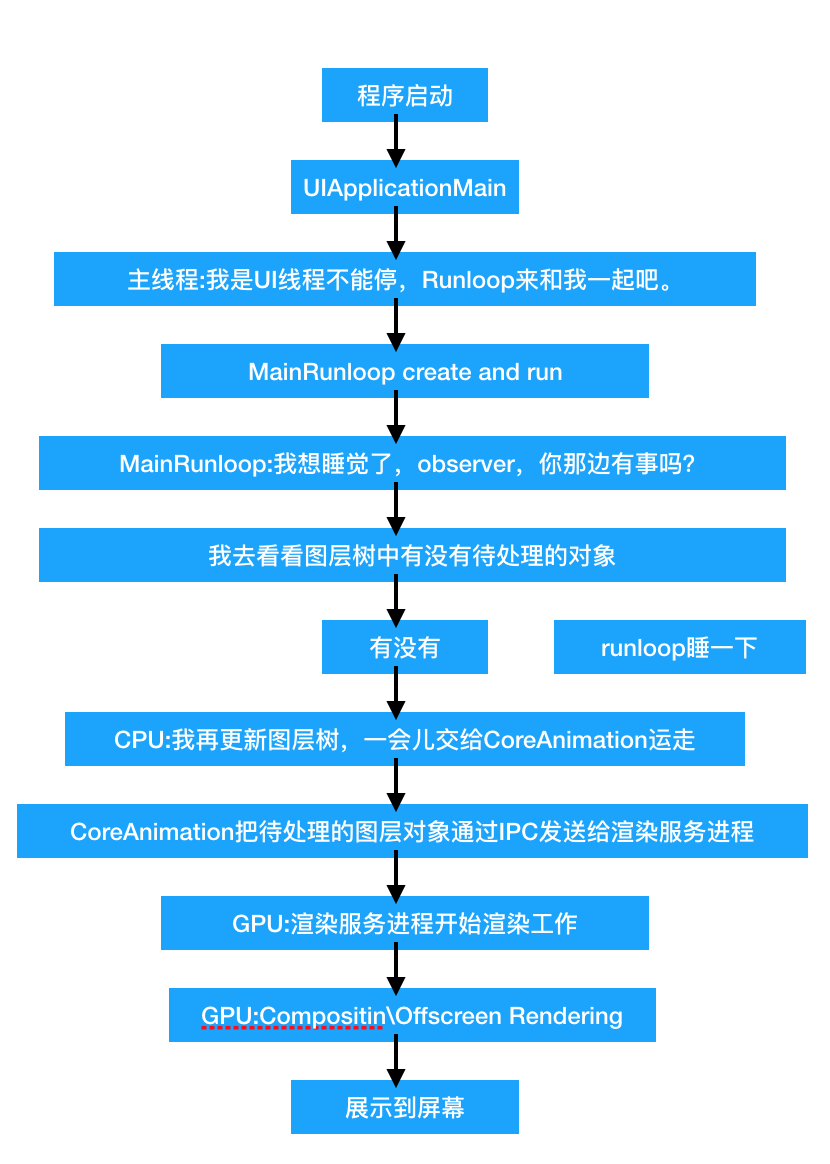 程序启动
UIApplicationMain
主线程:我是UI线程不能停，Runloop来和我一起吧。
MainRunloop create and run
MainRunloop:我想睡觉了，observer，你那边有事吗?
我去看看图层树中有没有待处理的对象
有没有
runloop睡一下
CPU:我再更新图层树，一会儿交给CoreAnimation运走
CoreAnimation把待处理的图层对象通过IPC发送给渲染服务进程
GPU:渲染服务进程开始渲染工作
GPU:Compositin\Offscreen Rendering
展示到屏幕